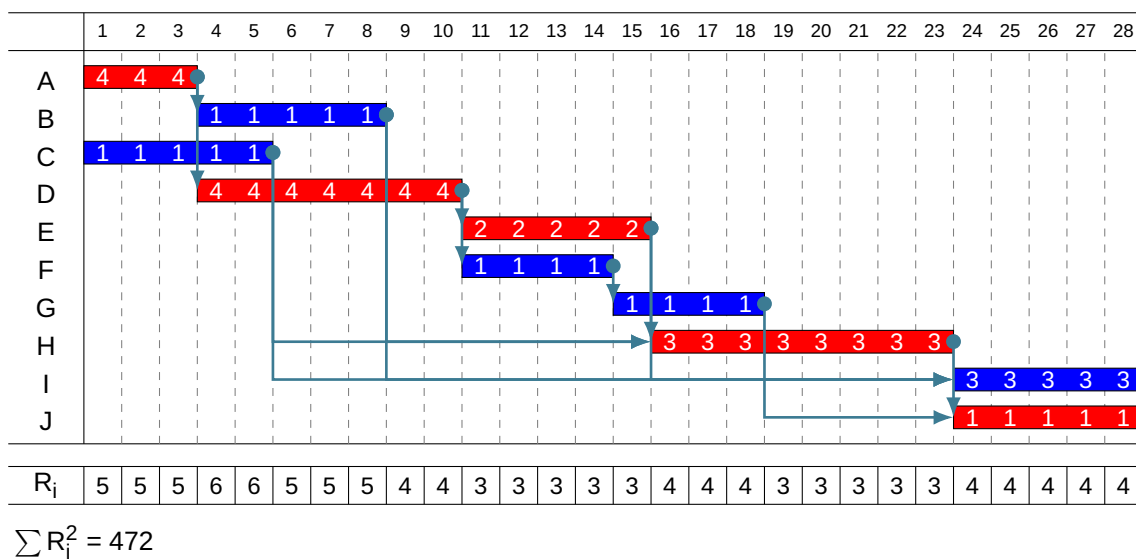 1 2 3 4 5 6 7 8 9 10 11 12 13 14 15 16 17 18 19 20 21 22 23 24 25 26 27 28
A 4 4 4
B 1 1 1 1 1
C 1 1 1 1 1
D 4 4 4 4 4 4 4
E 2 2 2 2 2
F 1 1 1 1
G 1 1 1 1
H 3 3 3 3 3 3 3 3
I 3 3 3 3 3
J 1 1 1 1 1
R_i 5 5 5 6 6 5 5 5 4 4 3 3 3 3 3 4 4 4 3 3 3 3 3 4 4 4 4 4
∑ R_i^2 = 472